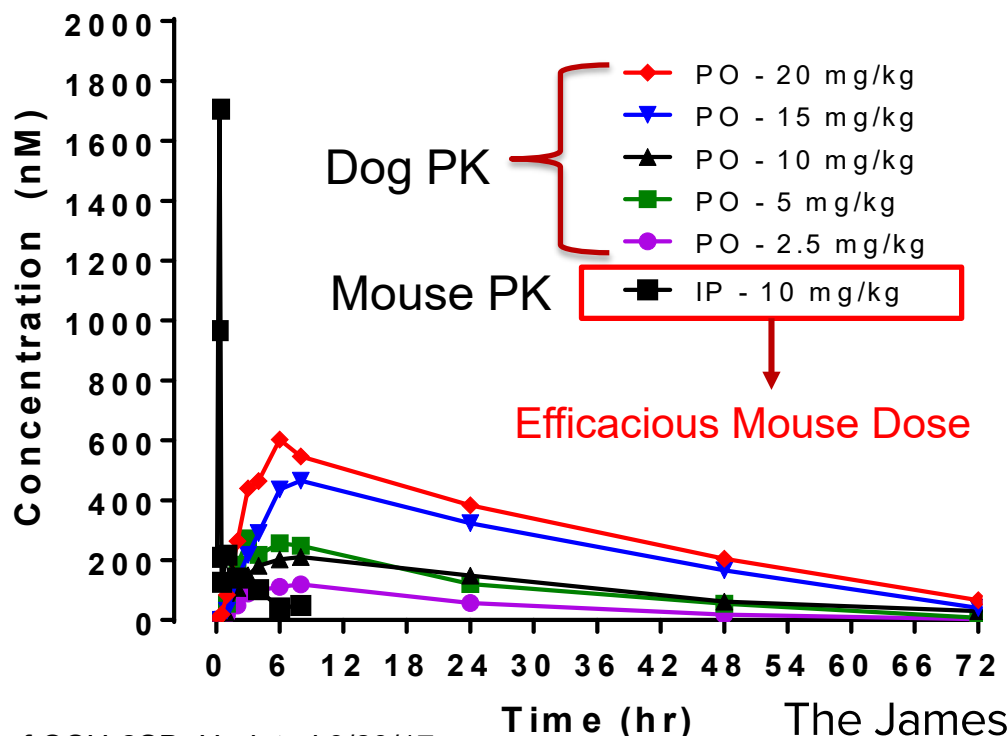 2000
1800
1600
1400
1200
1000
800
600
400
200
0
Concentration (nM)
PO - 20 mg/kg
PO - 15 mg/kg
PO - 10 mg/kg
PO - 5 mg/kg
PO - 2.5 mg/kg
Dog PK
Mouse PK
IP - 10 mg/kg
Efficacious Mouse Dose
0 6 12 18 24 30 36 42 48 54 60 66 72
Time (hr)
The James